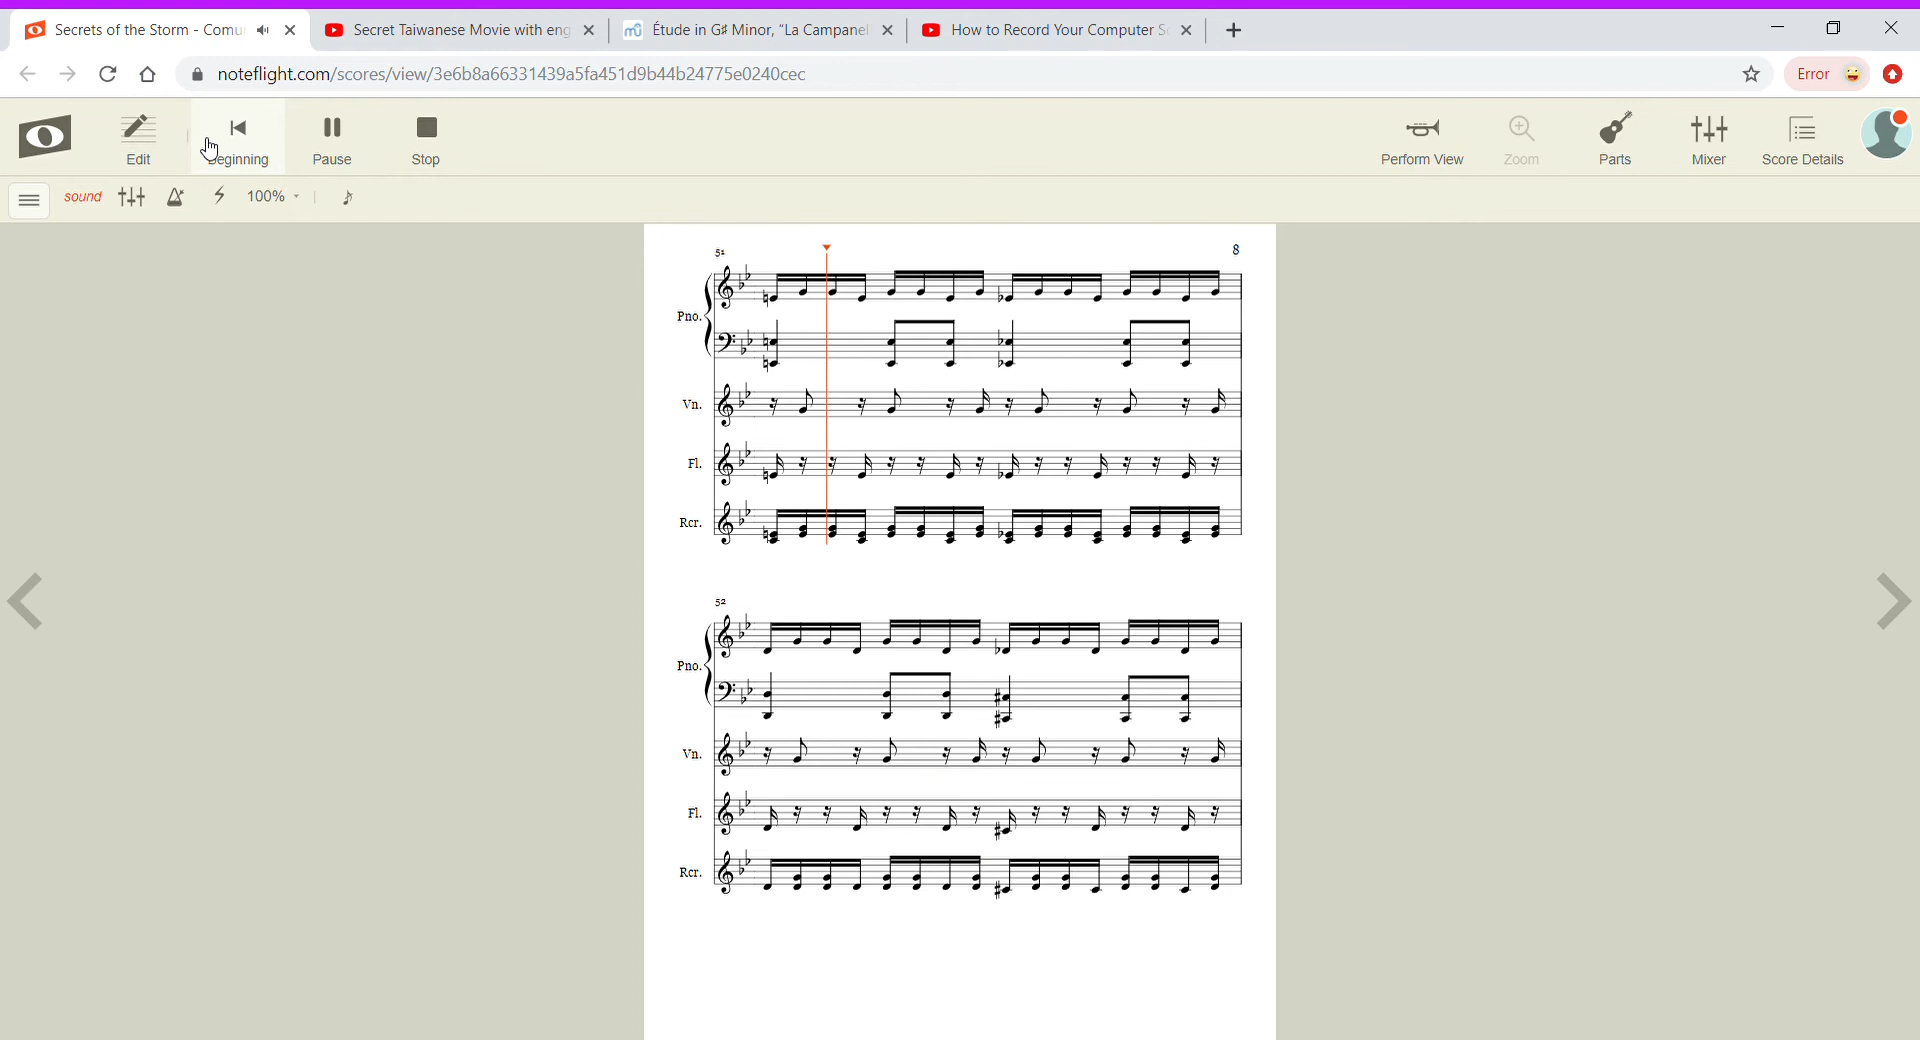 Secrets of the Storm - Comu
Secret Taiwanese Movie with eng
Étude in G♯ Minor, “La Campanel
How to Record Your Computer Sc
noteflight.com/scores/view/3e6b8a66331439a5fa451d9b44b24775e0240cec
Error
Edit
Beginning
Pause
Stop
Perform View
Zoom
Parts
Mixer
Score Details
sound
100%
51
8
Pno.
Vn.
Fl.
Rcr.
52
Pno.
Vn.
Fl.
Rcr.